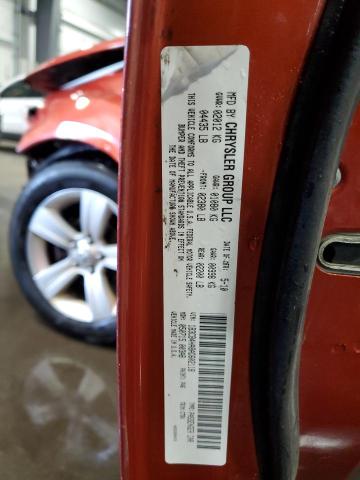 MFD BY CHRYSLER GROUP LLC
DATE OF MFR: 5-10
GVWR: 02012 KG
04435 LB
GAWR: 01080 KG
-FRONT: 02380 LB
GAWR: 00998 KG
REAR: 02200 LB
THIS VEHICLE CONFORMS TO ALL APPLICABLE U.S.A. FEDERAL MOTOR VEHICLE SAFETY,
BUMPER AND THEFT PREVENTION STANDARDS IN EFFECT ON
THE DATE OF MANUFACTURE SHOWN ABOVE.
TYPE: PASSENGER CAR
VEHICLE MADE IN U.S.A.
PAINT:
TRIM: